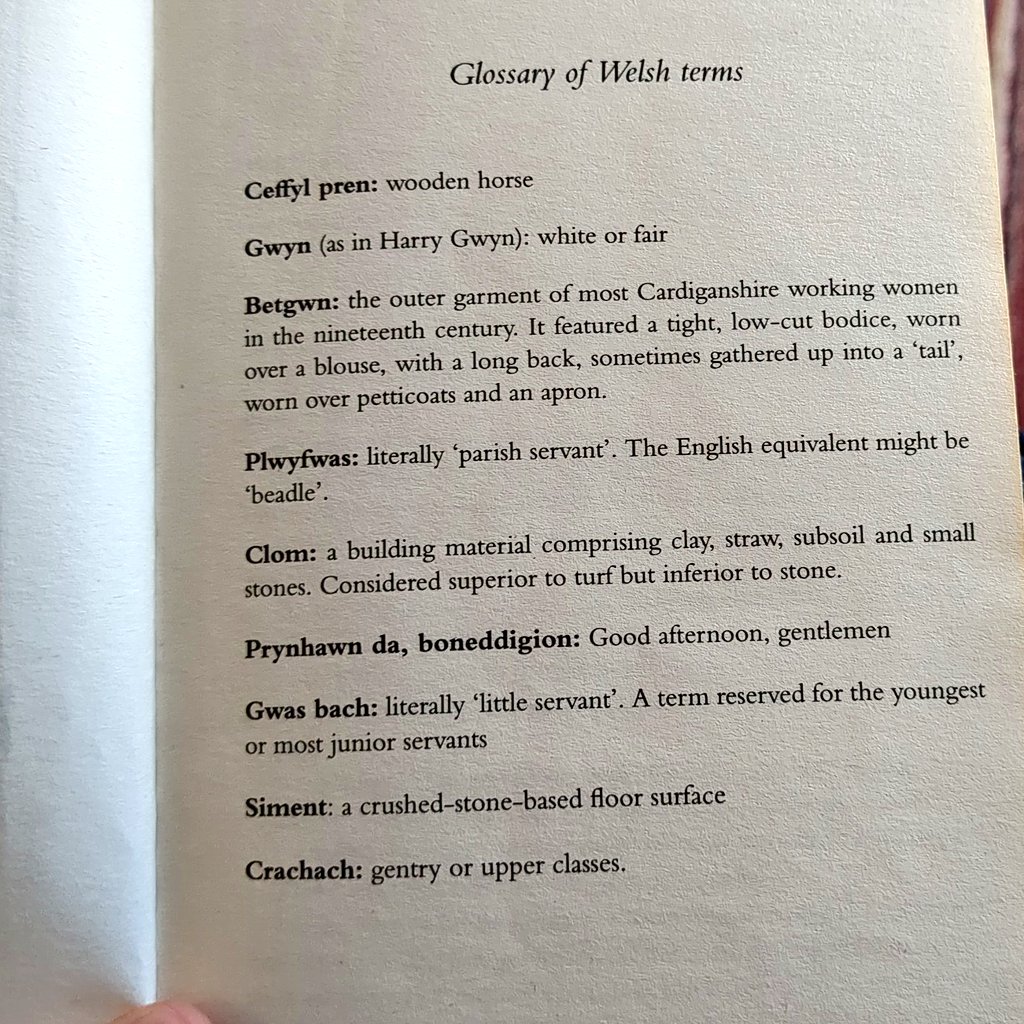 Glossary of Welsh terms
Ceffyl pren: wooden horse
Gwyn (as in Harry Gwyn): white or fair
Betgwn: the outer garment of most Cardiganshire working women
in the nineteenth century. It featured a tight, low-cut bodice, worn
over a blouse, with a long back, sometimes gathered up into a ‘tail’,
worn over petticoats and an apron.
Plwyfwas: literally ‘parish servant’. The English equivalent might be
‘beadle’.
Clom: a building material comprising clay, straw, subsoil and small
stones. Considered superior to turf but inferior to stone.
Prynhawn da, boneddigion: Good afternoon, gentlemen
Gwas bach: literally ‘little servant’. A term reserved for the youngest
or most junior servants
Siment: a crushed-stone-based floor surface
Crachach: gentry or upper classes.